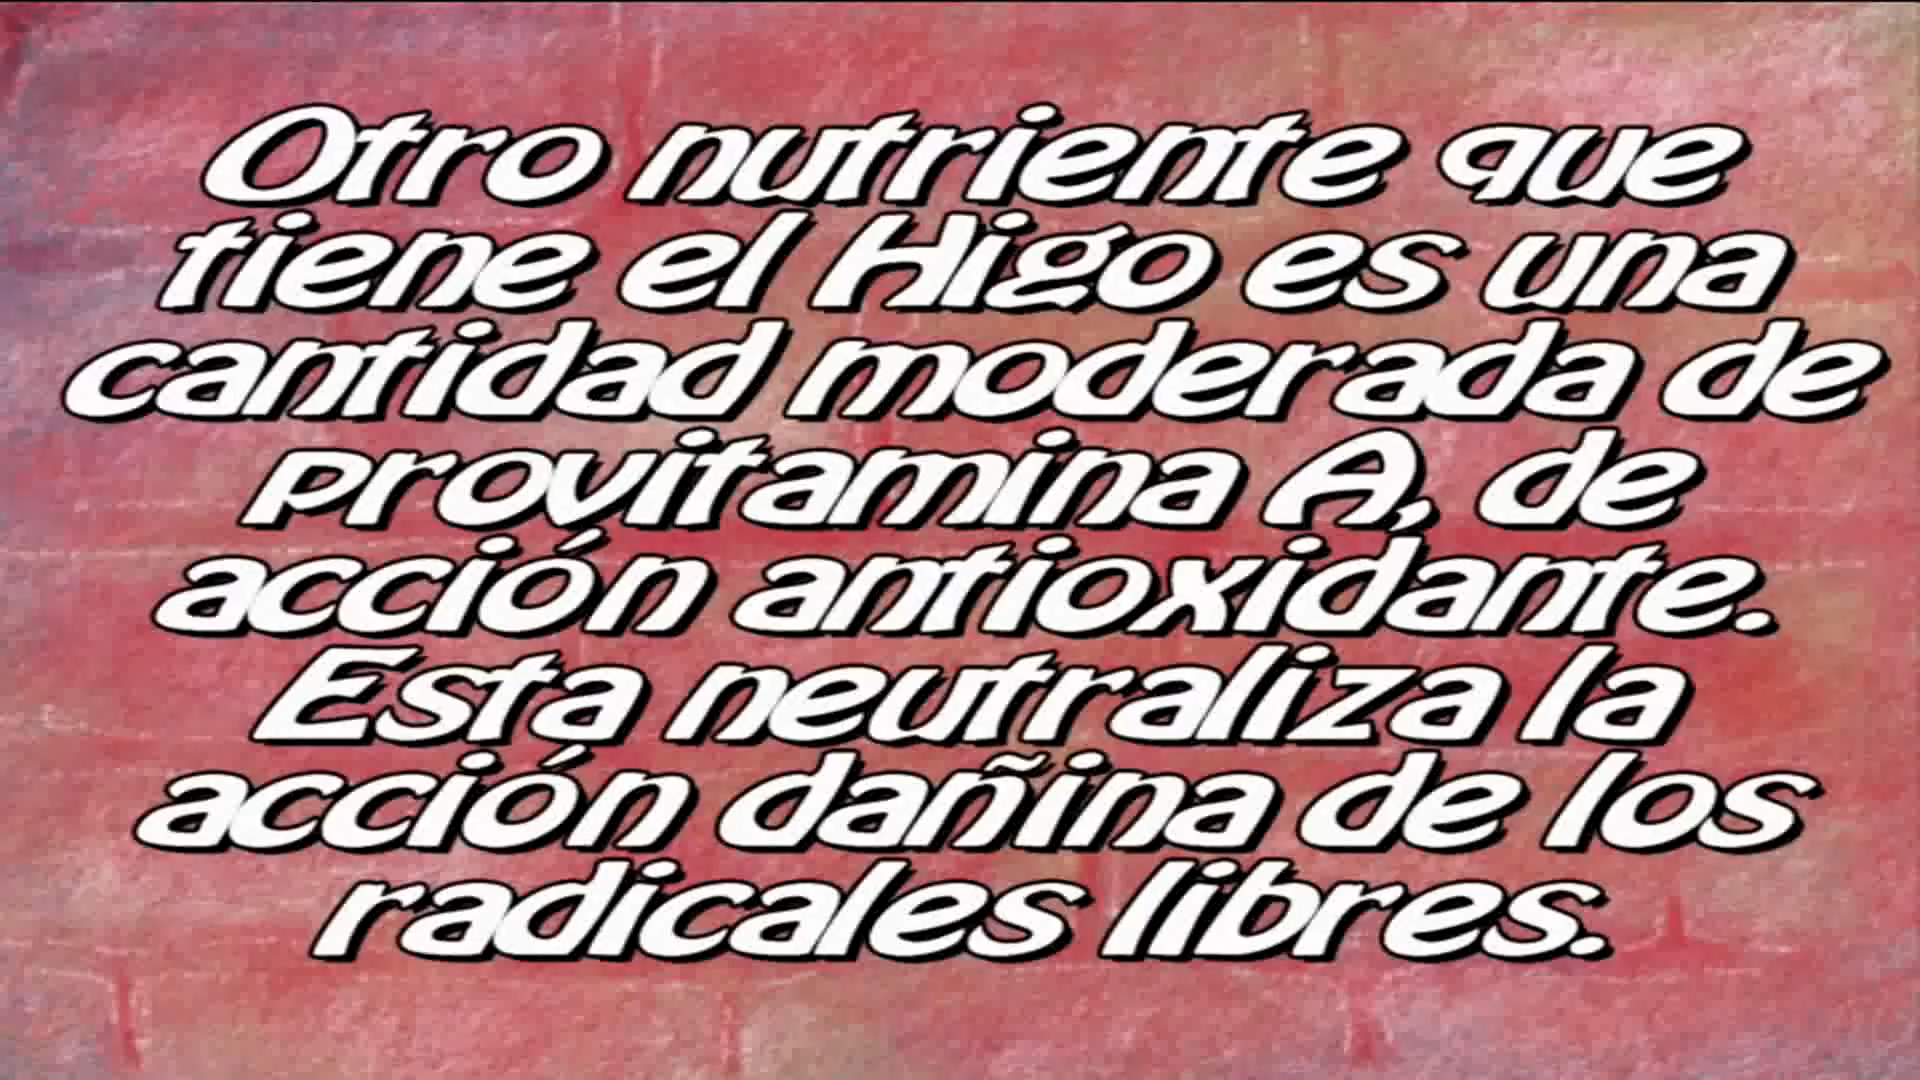 Otro nutriente que
tiene el Higo es una
cantidad moderada de
provitamina A, de
acción antioxidante.
Esta neutraliza la
acción dañina de los
radicales libres.